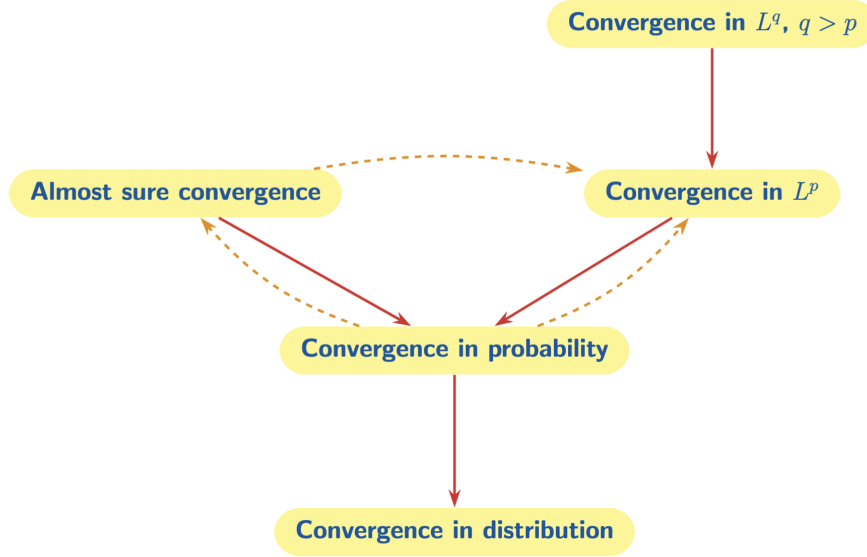 Convergence in $L^q$, $q > p$
Almost sure convergence
Convergence in $L^p$
Convergence in probability
Convergence in distribution